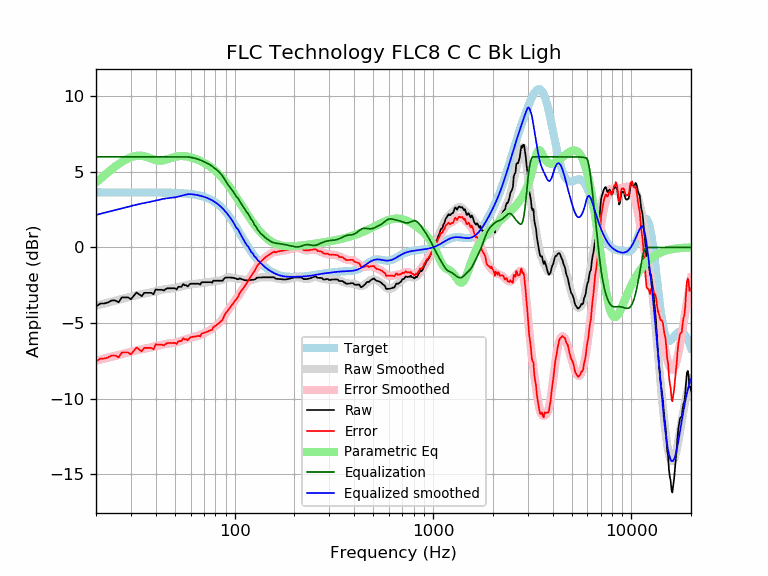 FLC Technology FLC8 C C Bk Ligh
10
5
0
−5
−10
−15
Amplitude (dBr)
Target
Raw Smoothed
Error Smoothed
Raw
Error
Parametric Eq
Equalization
Equalized smoothed
100 1000 10000
Frequency (Hz)